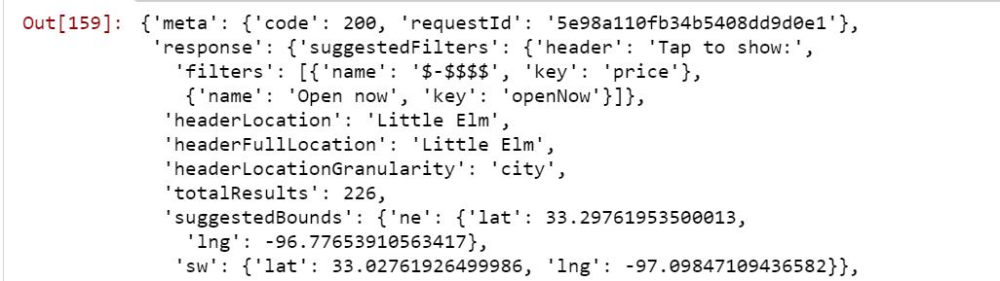 Out[159]: {'meta': {'code': 200, 'requestId': '5e98a110fb34b5408dd9d0e1'},
'response': {'suggestedFilters': {'header': 'Tap to show:',
'filters': [{'name': '$-$$$$', 'key': 'price'},
{'name': 'Open now', 'key': 'openNow'}]},
'headerLocation': 'Little Elm',
'headerFullLocation': 'Little Elm',
'headerLocationGranularity': 'city',
'totalResults': 226,
'suggestedBounds': {'ne': {'lat': 33.29761953500013,
'lng': -96.77653910563417},
'sw': {'lat': 33.02761926499986, 'lng': -97.09847109436582}},